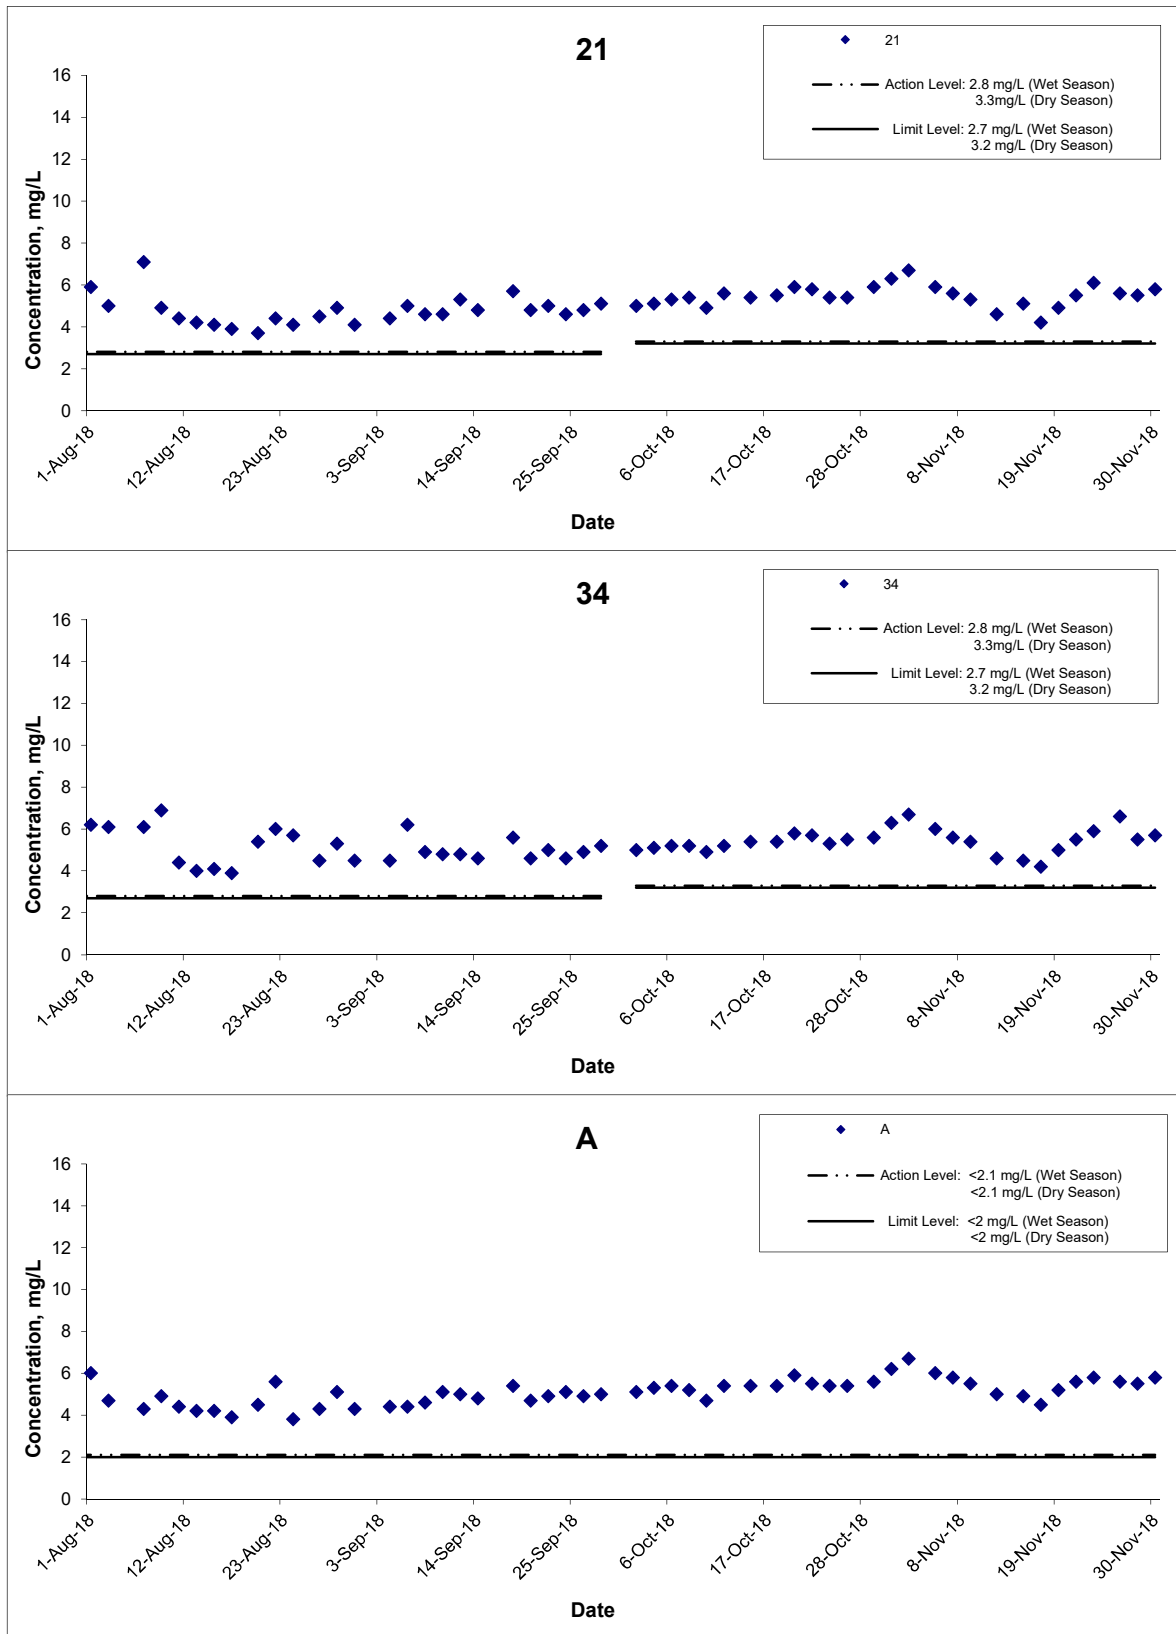 21
21
Action Level: 2.8 mg/L (Wet Season)
3.3mg/L (Dry Season)
Limit Level: 2.7 mg/L (Wet Season)
3.2 mg/L (Dry Season)
Concentration, mg/L
16
14
12
10
8
6
4
2
0
1-Aug-18
12-Aug-18
23-Aug-18
3-Sep-18
14-Sep-18
25-Sep-18
6-Oct-18
17-Oct-18
28-Oct-18
8-Nov-18
19-Nov-18
30-Nov-18
Date
34
34
Action Level: 2.8 mg/L (Wet Season)
3.3mg/L (Dry Season)
Limit Level: 2.7 mg/L (Wet Season)
3.2 mg/L (Dry Season)
Concentration, mg/L
16
14
12
10
8
6
4
2
0
1-Aug-18
12-Aug-18
23-Aug-18
3-Sep-18
14-Sep-18
25-Sep-18
6-Oct-18
17-Oct-18
28-Oct-18
8-Nov-18
19-Nov-18
30-Nov-18
Date
A
A
Action Level: <2.1 mg/L (Wet Season)
<2.1 mg/L (Dry Season)
Limit Level: <2 mg/L (Wet Season)
<2 mg/L (Dry Season)
Concentration, mg/L
16
14
12
10
8
6
4
2
0
1-Aug-18
12-Aug-18
23-Aug-18
3-Sep-18
14-Sep-18
25-Sep-18
6-Oct-18
17-Oct-18
28-Oct-18
8-Nov-18
19-Nov-18
30-Nov-18
Date